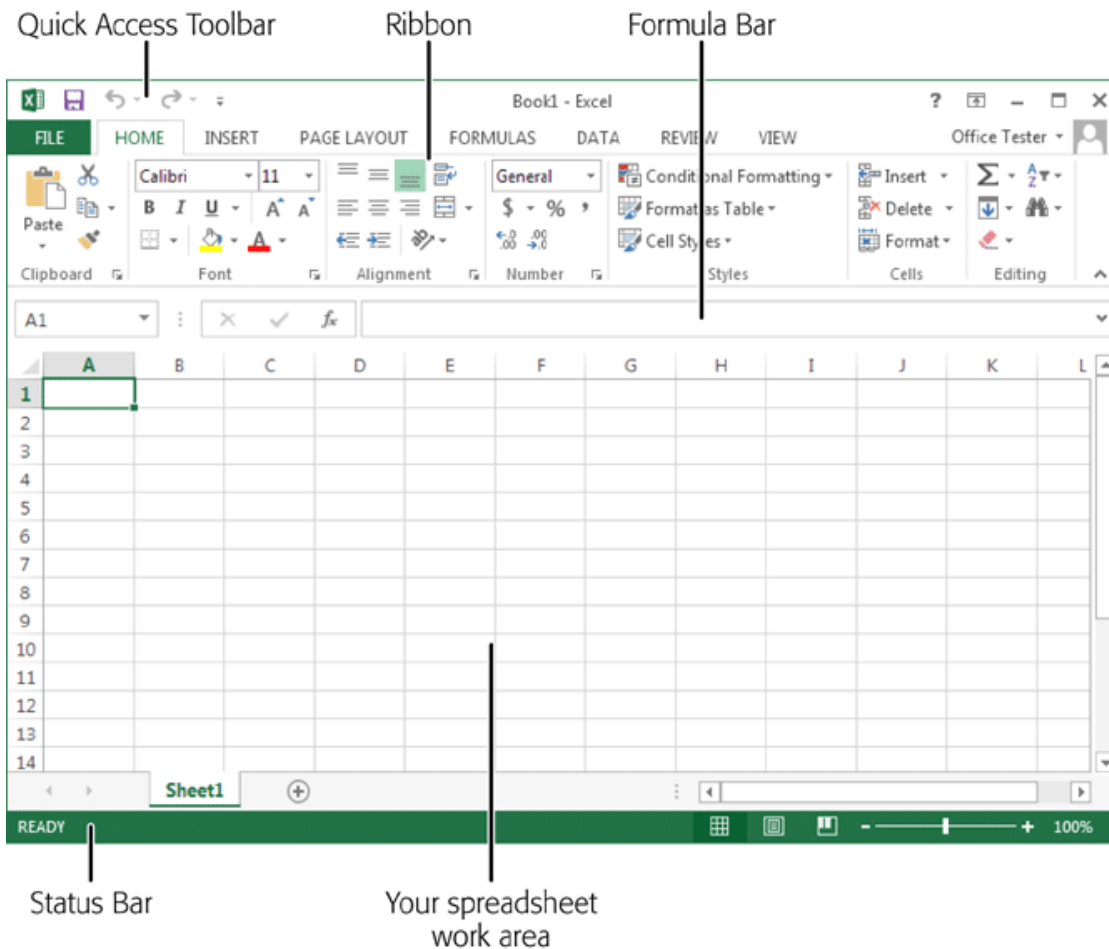 Quick Access Toolbar Ribbon Formula Bar
Book1 - Excel ?
FILE HOME INSERT PAGE LAYOUT FORMULAS DATA REVIEW VIEW Office Tester
Calibri 11 General Conditional Formatting Insert
Paste B I U A A $ % , Format as Table Delete
A Cell Styles Format
Clipboard Font Alignment Number Styles Cells Editing
A1 fx
A B C D E F G H I J K L
1
2
3
4
5
6
7
8
9
10
11
12
13
14
Sheet1
READY 100%
Status Bar Your spreadsheet
work area